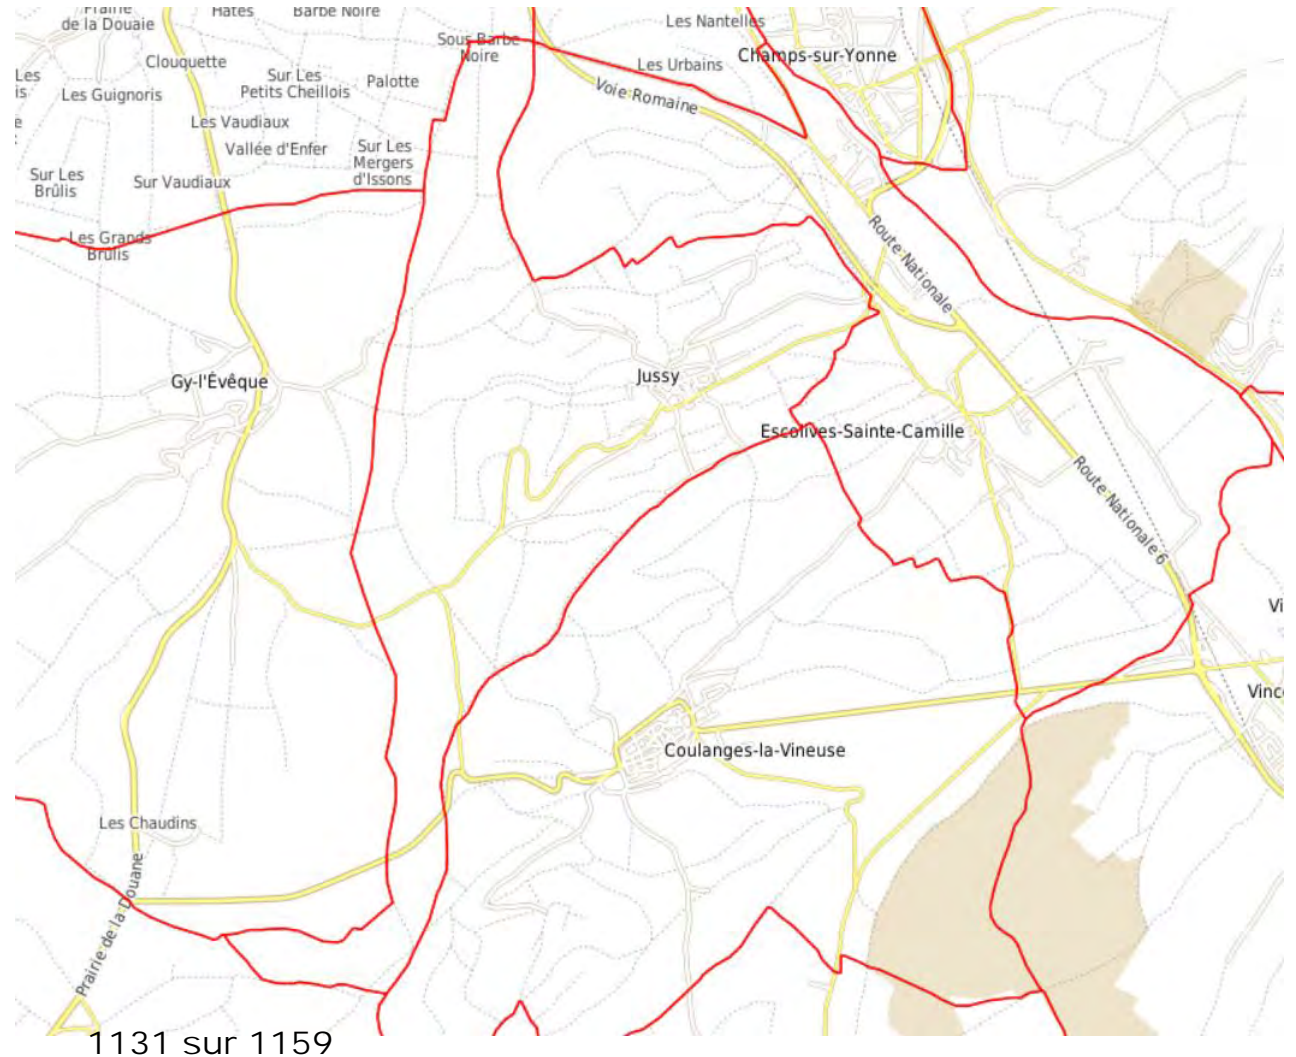 Prairie
de la Douaie
Hâtes
Barbe Noire
Sous Barbe
Noire
Les Nantelles
Champs-sur-Yonne
Clouquette
Sur Les
Petits Cheillois
Palotte
Les Urbains
Voie Romaine
Les
is
Les Guignoris
Les Vaudiaux
Vallée d'Enfer
Sur Les
Mergers
d'Issons
Sur Les
Brûlis
Sur Vaudiaux
Les Grands
Brûlis
Route Nationale
Gy-l'Évêque
Jussy
Escolives-Sainte-Camille
Route Nationale 6
Vi
Vinc
Coulanges-la-Vineuse
Les Chaudins
Prairie de la Douane
1131 sur 1159